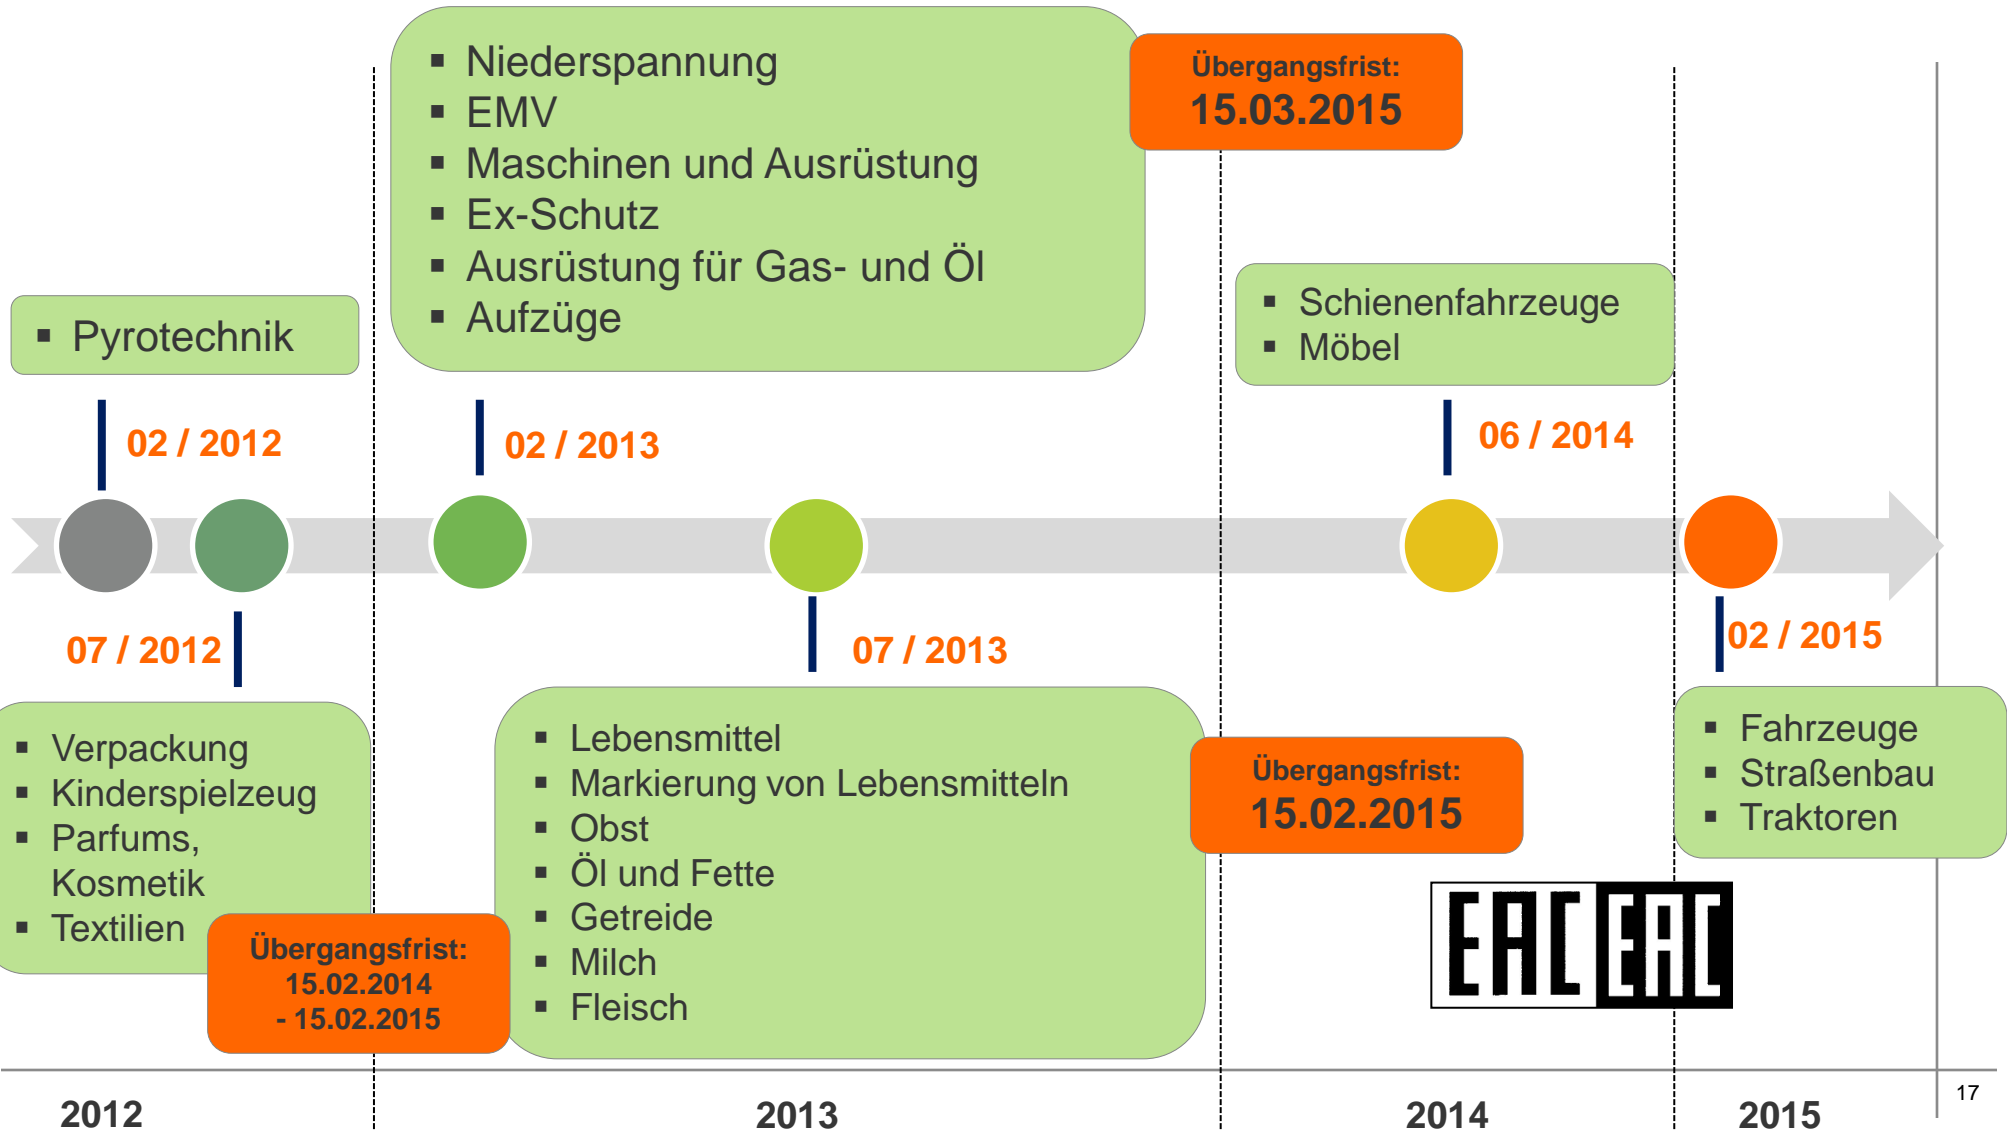 ▪ Niederspannung
▪ EMV
▪ Maschinen und Ausrüstung
▪ Ex-Schutz
▪ Ausrüstung für Gas- und Öl
▪ Aufzüge
Übergangsfrist:
15.03.2015
▪ Pyrotechnik
▪ Schienenfahrzeuge
▪ Möbel
02 / 2012
02 / 2013
06 / 2014
07 / 2012
07 / 2013
02 / 2015
▪ Verpackung
▪ Kinderspielzeug
▪ Parfums,
Kosmetik
▪ Textilien
Übergangsfrist:
15.02.2014
- 15.02.2015
▪ Lebensmittel
▪ Markierung von Lebensmitteln
▪ Obst
▪ Öl und Fette
▪ Getreide
▪ Milch
▪ Fleisch
Übergangsfrist:
15.02.2015
▪ Fahrzeuge
▪ Straßenbau
▪ Traktoren
EAC EAC
2012
2013
2014
2015
17